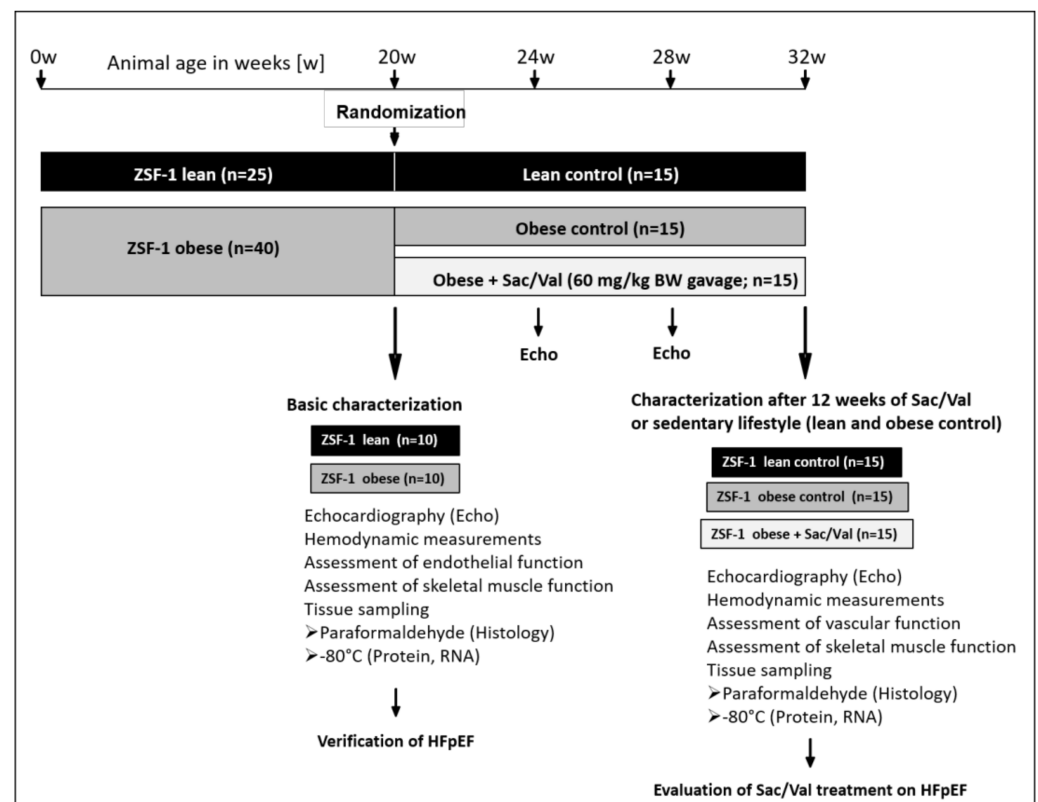 0w
Animal age in weeks [w]
20w
24w
28w
32w
Randomization
ZSF-1 lean (n=25)
Lean control (n=15)
ZSF-1 obese (n=40)
Obese control (n=15)
Obese + Sac/Val (60 mg/kg BW gavage; n=15)
Echo
Echo
Basic characterization
ZSF-1 lean (n=10)
ZSF-1 obese (n=10)
Echocardiography (Echo)
Hemodynamic measurements
Assessment of endothelial function
Assessment of skeletal muscle function
Tissue sampling
➢Paraformaldehyde (Histology)
➢-80°C (Protein, RNA)
Verification of HFpEF
Characterization after 12 weeks of Sac/Val
or sedentary lifestyle (lean and obese control)
ZSF-1 lean control (n=15)
ZSF-1 obese control (n=15)
ZSF-1 obese + Sac/Val (n=15)
Echocardiography (Echo)
Hemodynamic measurements
Assessment of vascular function
Assessment of skeletal muscle function
Tissue sampling
➢Paraformaldehyde (Histology)
➢-80°C (Protein, RNA)
Evaluation of Sac/Val treatment on HFpEF